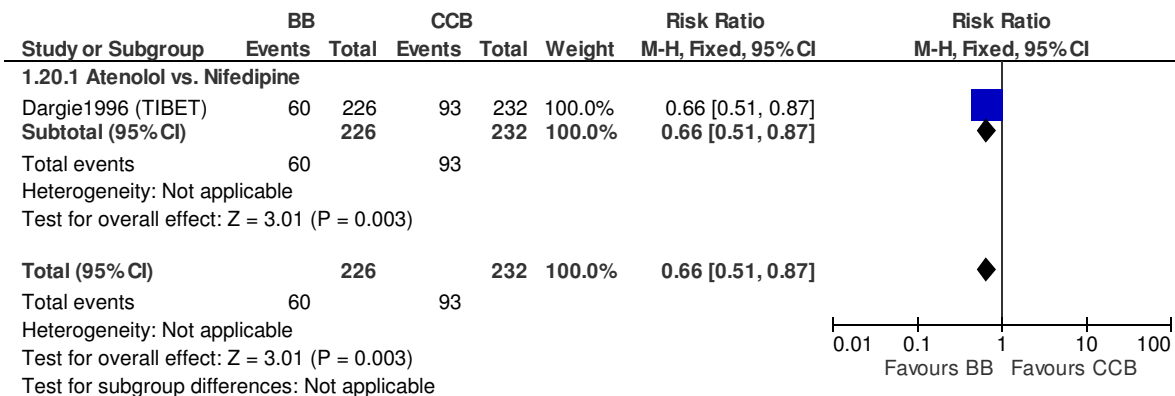 BB CCB Risk Ratio Risk Ratio
Study or Subgroup Events Total Events Total Weight M-H, Fixed, 95% CI M-H, Fixed, 95% CI
1.20.1 Atenolol vs. Nifedipine
Dargie1996 (TIBET) 60 226 93 232 100.0% 0.66 [0.51, 0.87]
Subtotal (95% CI) 226 232 100.0% 0.66 [0.51, 0.87]
Total events 60 93
Heterogeneity: Not applicable
Test for overall effect: Z = 3.01 (P = 0.003)
Total (95% CI) 226 232 100.0% 0.66 [0.51, 0.87]
Total events 60 93
Heterogeneity: Not applicable
Test for overall effect: Z = 3.01 (P = 0.003)
Test for subgroup differences: Not applicable
0.01 0.1 1 10 100
Favours BB Favours CCB